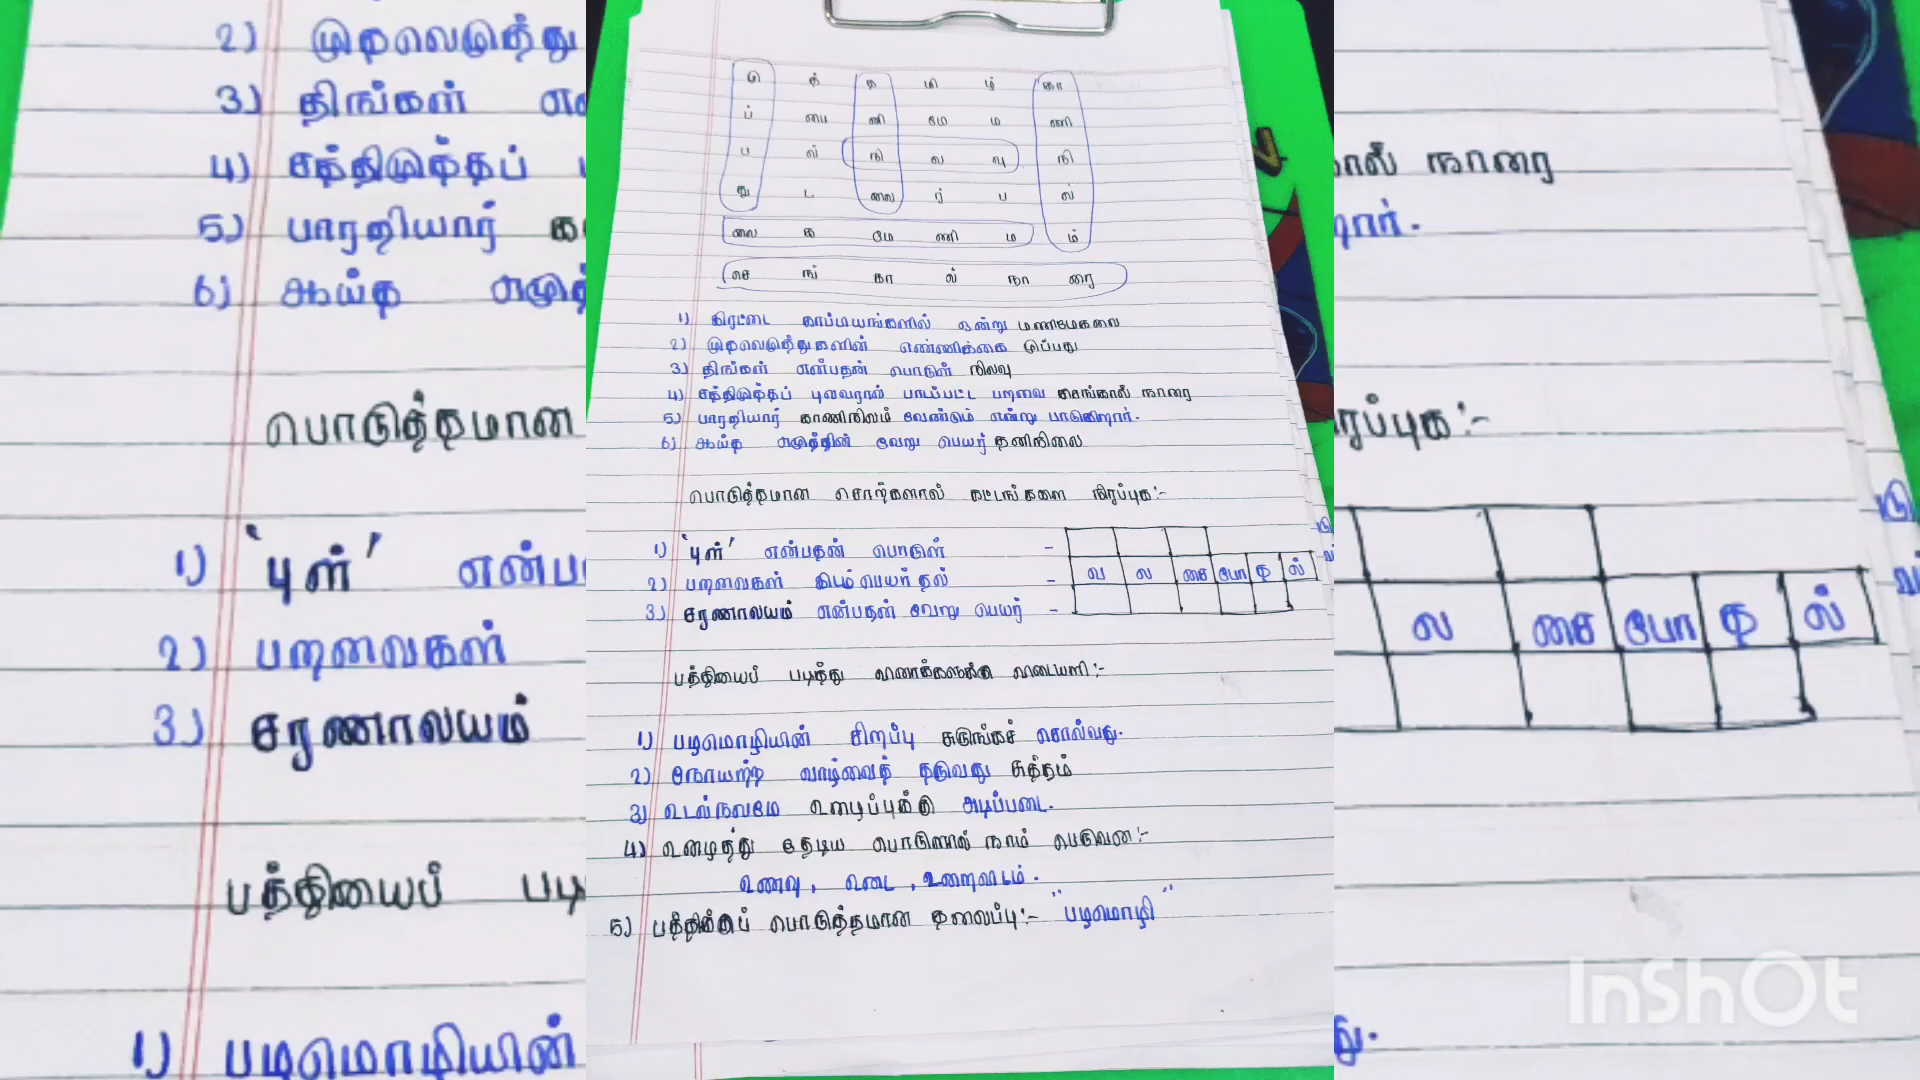 மு த் த மி ழ் கா
ப் பை ணி மே ம ணி
ப ல் நி ல வு நி
து ட லை ர் ப ல்
லை க மே ணி ம ம்
செ ங் கா ல் நா ரை
1) இரட்டை காப்பியங்களில் ஒன்று மணிமேகலை
2) முதலெழுத்துகளின் எண்ணிக்கை முப்பது
3) திங்கள் என்பதன் பொருள் நிலவு
4) சத்திமுத்தப் புலவரால் பாடப்பட்ட பறவை செங்கால் நாரை
5) பாரதியார் காணிநிலம் வேண்டும் என்று பாடுகிறார்.
6) ஆய்த எழுத்தின் வேறு பெயர் தனிநிலை
பொருத்தமான சொற்களால் கட்டங்களை நிரப்புக:-
1) 'புள்' என்பதன் பொருள் -
2) பறவைகள் இடம்பெயர்தல் - வ ல சை போ த ல்
3) சரணாலயம் என்பதன் வேறு பெயர் -
பத்தியைப் படித்து வினாக்களுக்கு விடையளி:-
1) பழமொழியின் சிறப்பு சுருங்கச் சொல்வது.
2) நோயற்ற வாழ்வைத் தருவது சுத்தம்
3) உடல்நலமே உழைப்புக்கு அடிப்படை.
4) உழைத்து தேடிய பொருளால் நாம் பெறுவன:-
உணவு, உடை, உறைவிடம்.
5) பத்திக்குப் பொருத்தமான தலைப்பு:- "பழமொழி"
InShOt